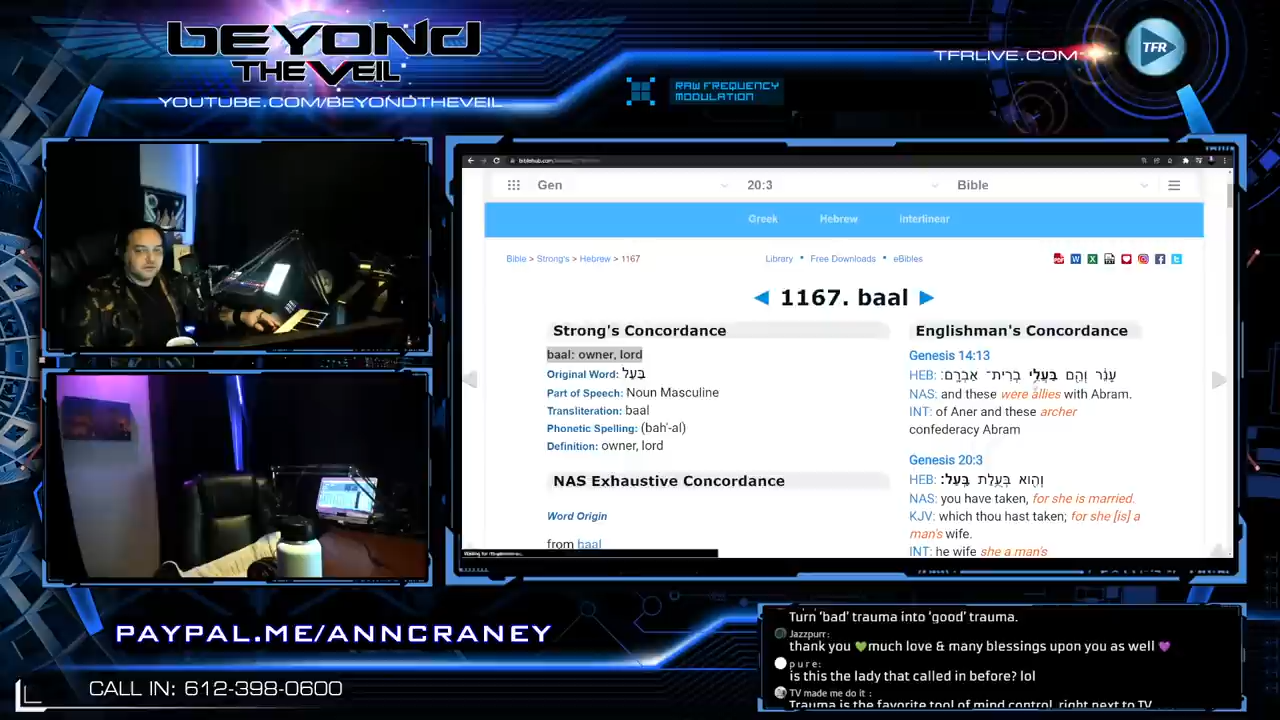 BEYOND
THE VEIL
YOUTUBE.COM/BEYONDTHEVEIL
RAW FREQUENCY
MODULATION
TFRLIVE.COM
TFR
Gen
20:3
Bible
Greek
Hebrew
Interlinear
Bible > Strong's > Hebrew > 1167
Library • Free Downloads • eBibles
◄ 1167. baal ►
Strong's Concordance
baal: owner, lord
Original Word: בַּעַל
Part of Speech: Noun Masculine
Transliteration: baal
Phonetic Spelling: (bah'-al)
Definition: owner, lord
NAS Exhaustive Concordance
Word Origin
from baal
Englishman's Concordance
Genesis 14:13
HEB: עָנֵ֔ר וְהֵ֖ם בַּעֲלֵ֥י בְרִית־ אַבְרָֽם׃
NAS: and these were allies with Abram.
INT: of Aner and these archer
confederacy Abram
Genesis 20:3
HEB: וְהִ֖וא בְּעֻ֥לַת בָּֽעַל׃
NAS: you have taken, for she is married.
KJV: which thou hast taken; for she [is] a
man's wife.
INT: he wife she a man's
PAYPAL.ME/ANNCRANEY
CALL IN: 612-398-0600
Turn 'bad' trauma into 'good' trauma.
Jazzpurr:
thank you 💚much love & many blessings upon you as well 💜
p u r e :
is this the lady that called in before? lol
TV made me do it :
Trauma is the favorite tool of mind control, right next to TV